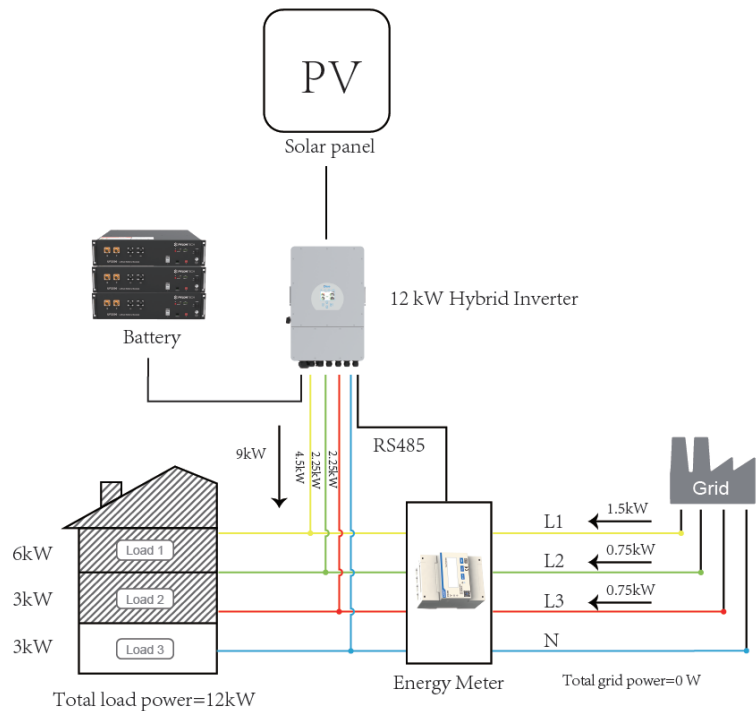 PV
Solar panel
12 kW Hybrid Inverter
Battery
9kW
4.5kW
2.25kW
2.25kW
RS485
Grid
L1
1.5kW
6kW
Load 1
L2
0.75kW
3kW
Load 2
L3
0.75kW
3kW
Load 3
N
Total load power=12kW
Energy Meter
Total grid power=0 W